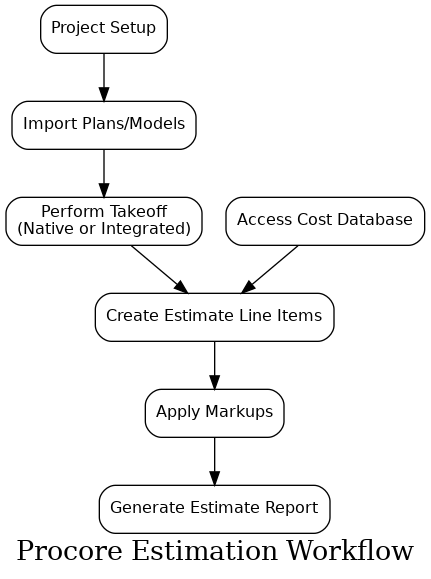 Project Setup
Import Plans/Models
Perform Takeoff
(Native or Integrated)
Access Cost Database
Create Estimate Line Items
Apply Markups
Generate Estimate Report
Procore Estimation Workflow